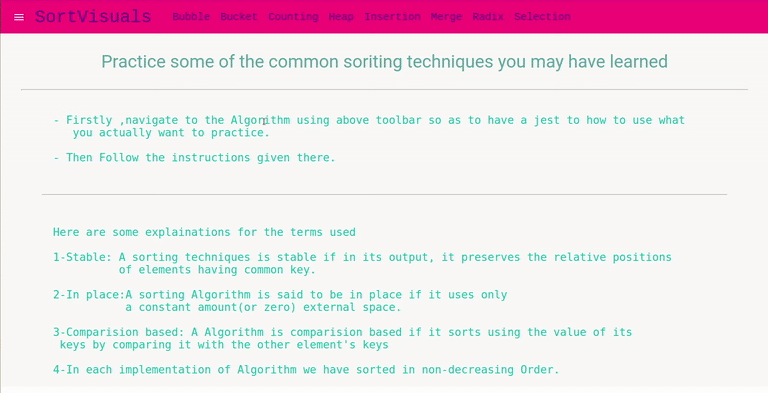 SortVisuals Bubble Bucket Counting Heap Insertion Merge Radix Selection
Practice some of the common soriting techniques you may have learned
- Firstly ,navigate to the Algorithm using above toolbar so as to have a jest to how to use what
you actually want to practice.
- Then Follow the instructions given there.
Here are some explainations for the terms used
1-Stable: A sorting techniques is stable if in its output, it preserves the relative positions
of elements having common key.
2-In place:A sorting Algorithm is said to be in place if it uses only
a constant amount(or zero) external space.
3-Comparision based: A Algorithm is comparision based if it sorts using the value of its
keys by comparing it with the other element's keys
4-In each implementation of Algorithm we have sorted in non-decreasing Order.